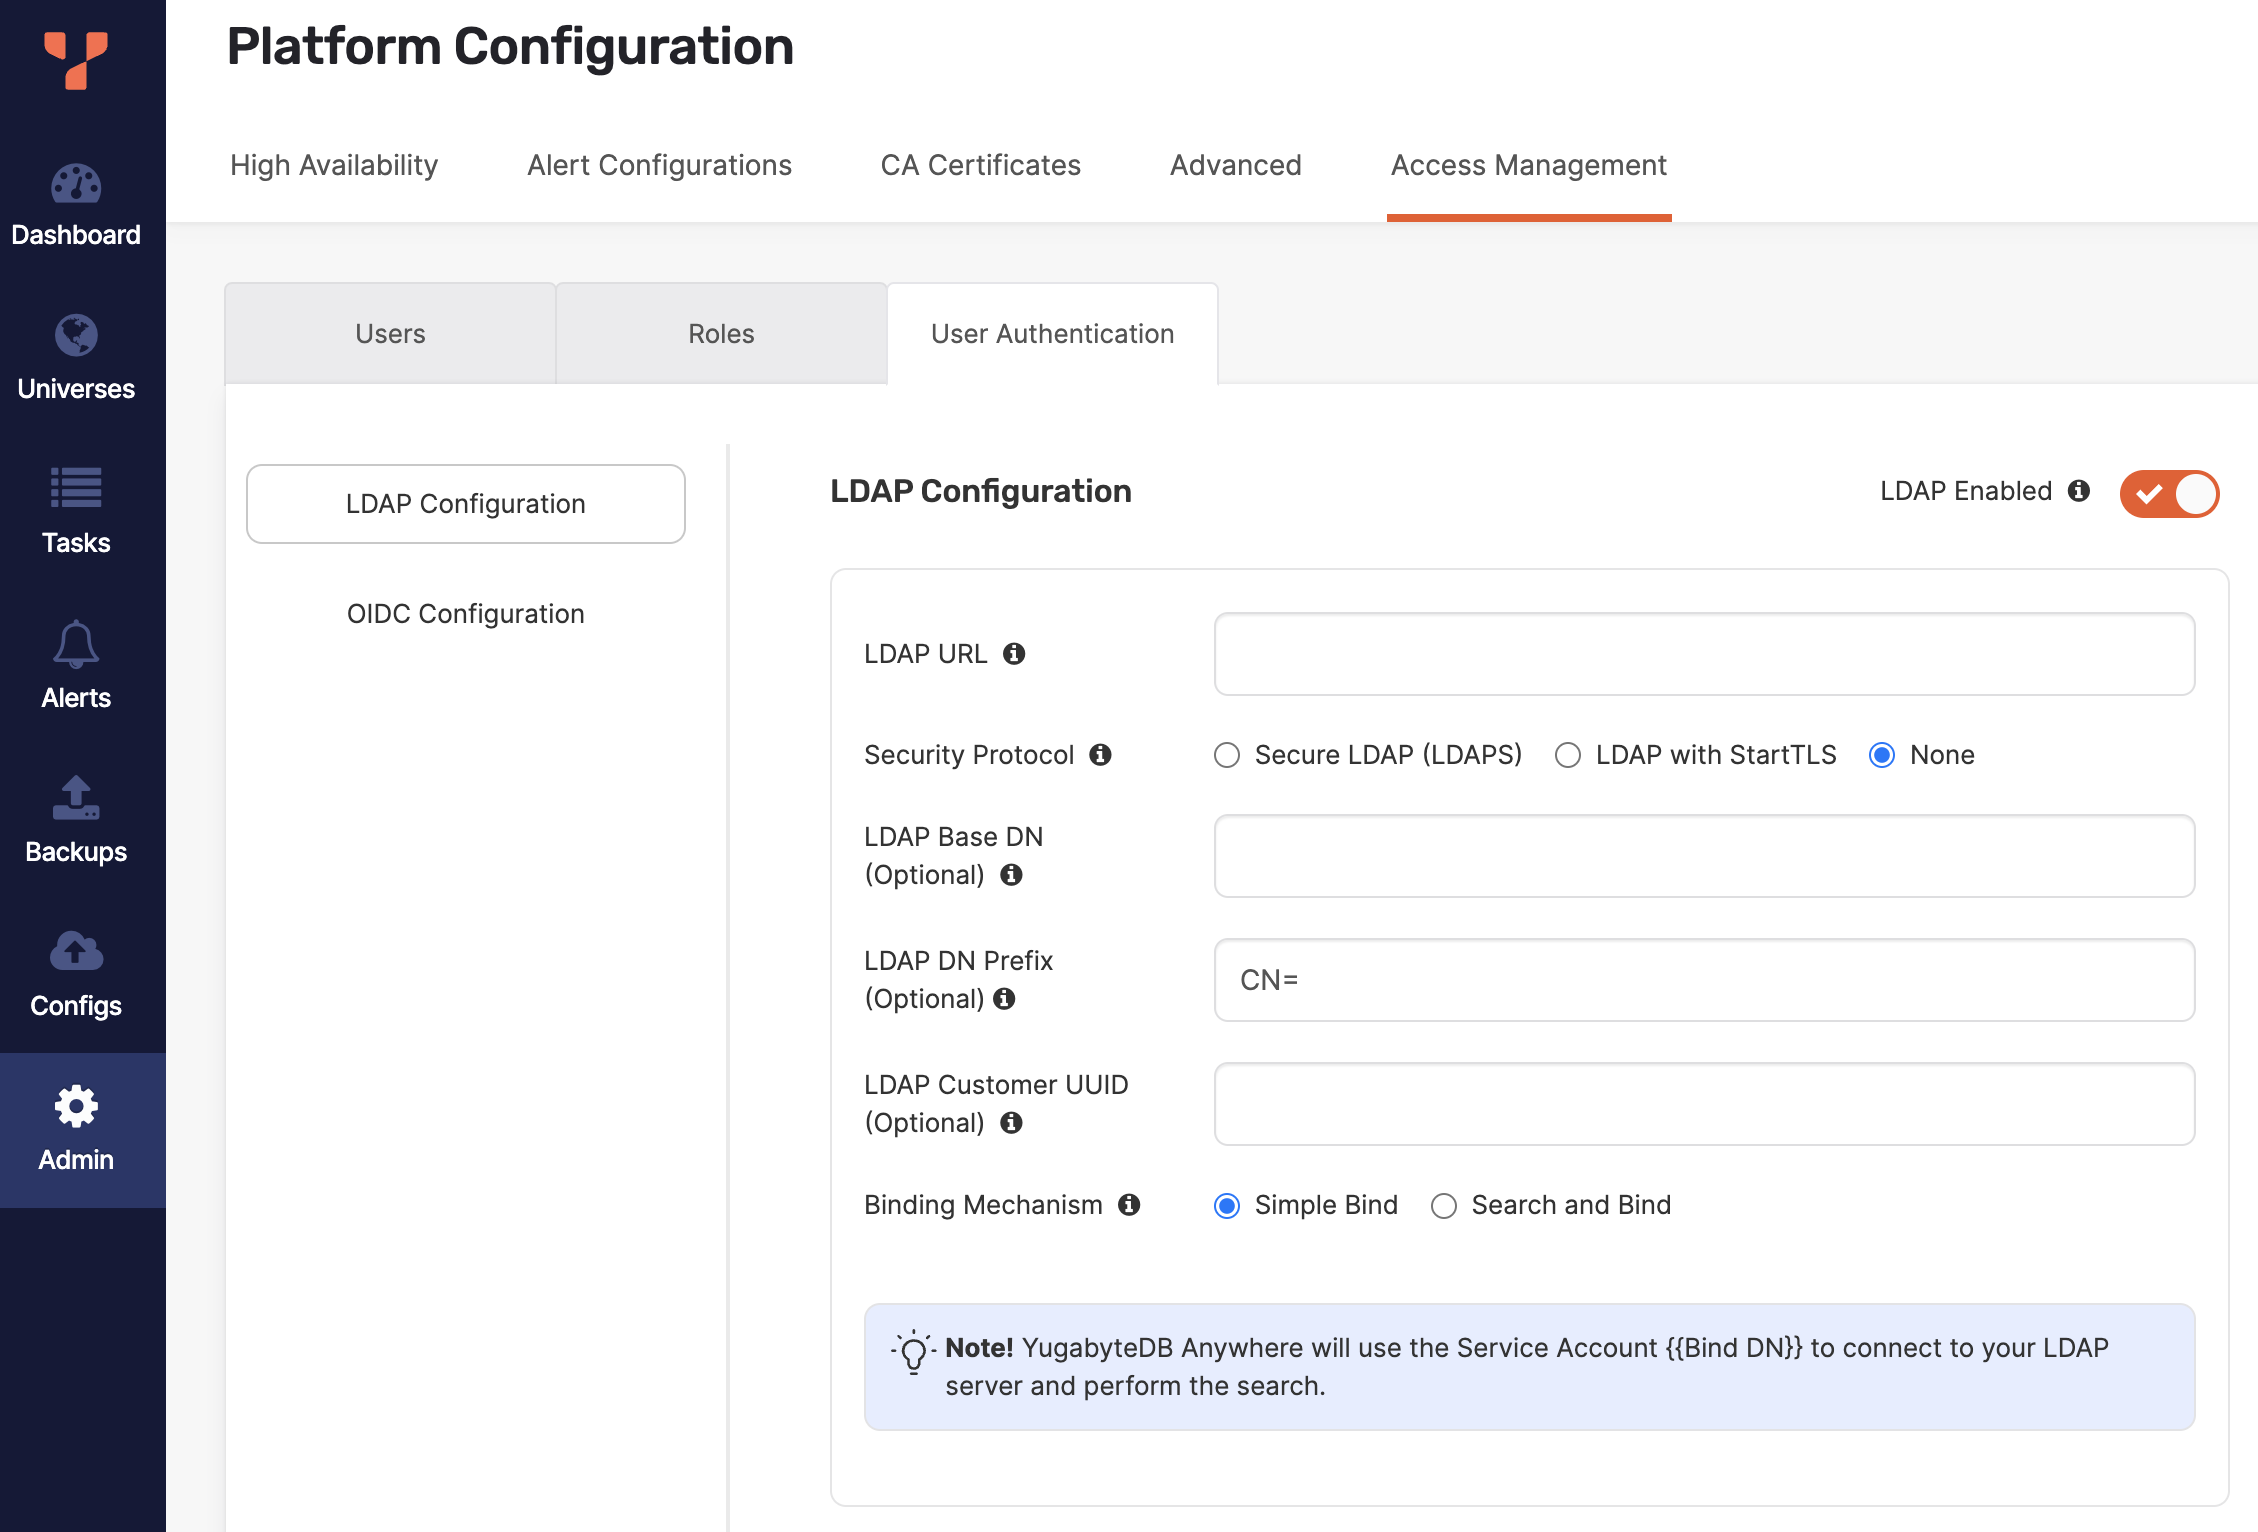 Platform Configuration
High Availability
Alert Configurations
CA Certificates
Advanced
Access Management
Dashboard
Universes
Tasks
Alerts
Backups
Configs
Admin
Users
Roles
User Authentication
LDAP Configuration
OIDC Configuration
LDAP Configuration
LDAP Enabled
LDAP URL
Security Protocol
Secure LDAP (LDAPS)
LDAP with StartTLS
None
LDAP Base DN
(Optional)
LDAP DN Prefix
(Optional)
CN=
LDAP Customer UUID
(Optional)
Binding Mechanism
Simple Bind
Search and Bind
Note! YugabyteDB Anywhere will use the Service Account {{Bind DN}} to connect to your LDAP
server and perform the search.